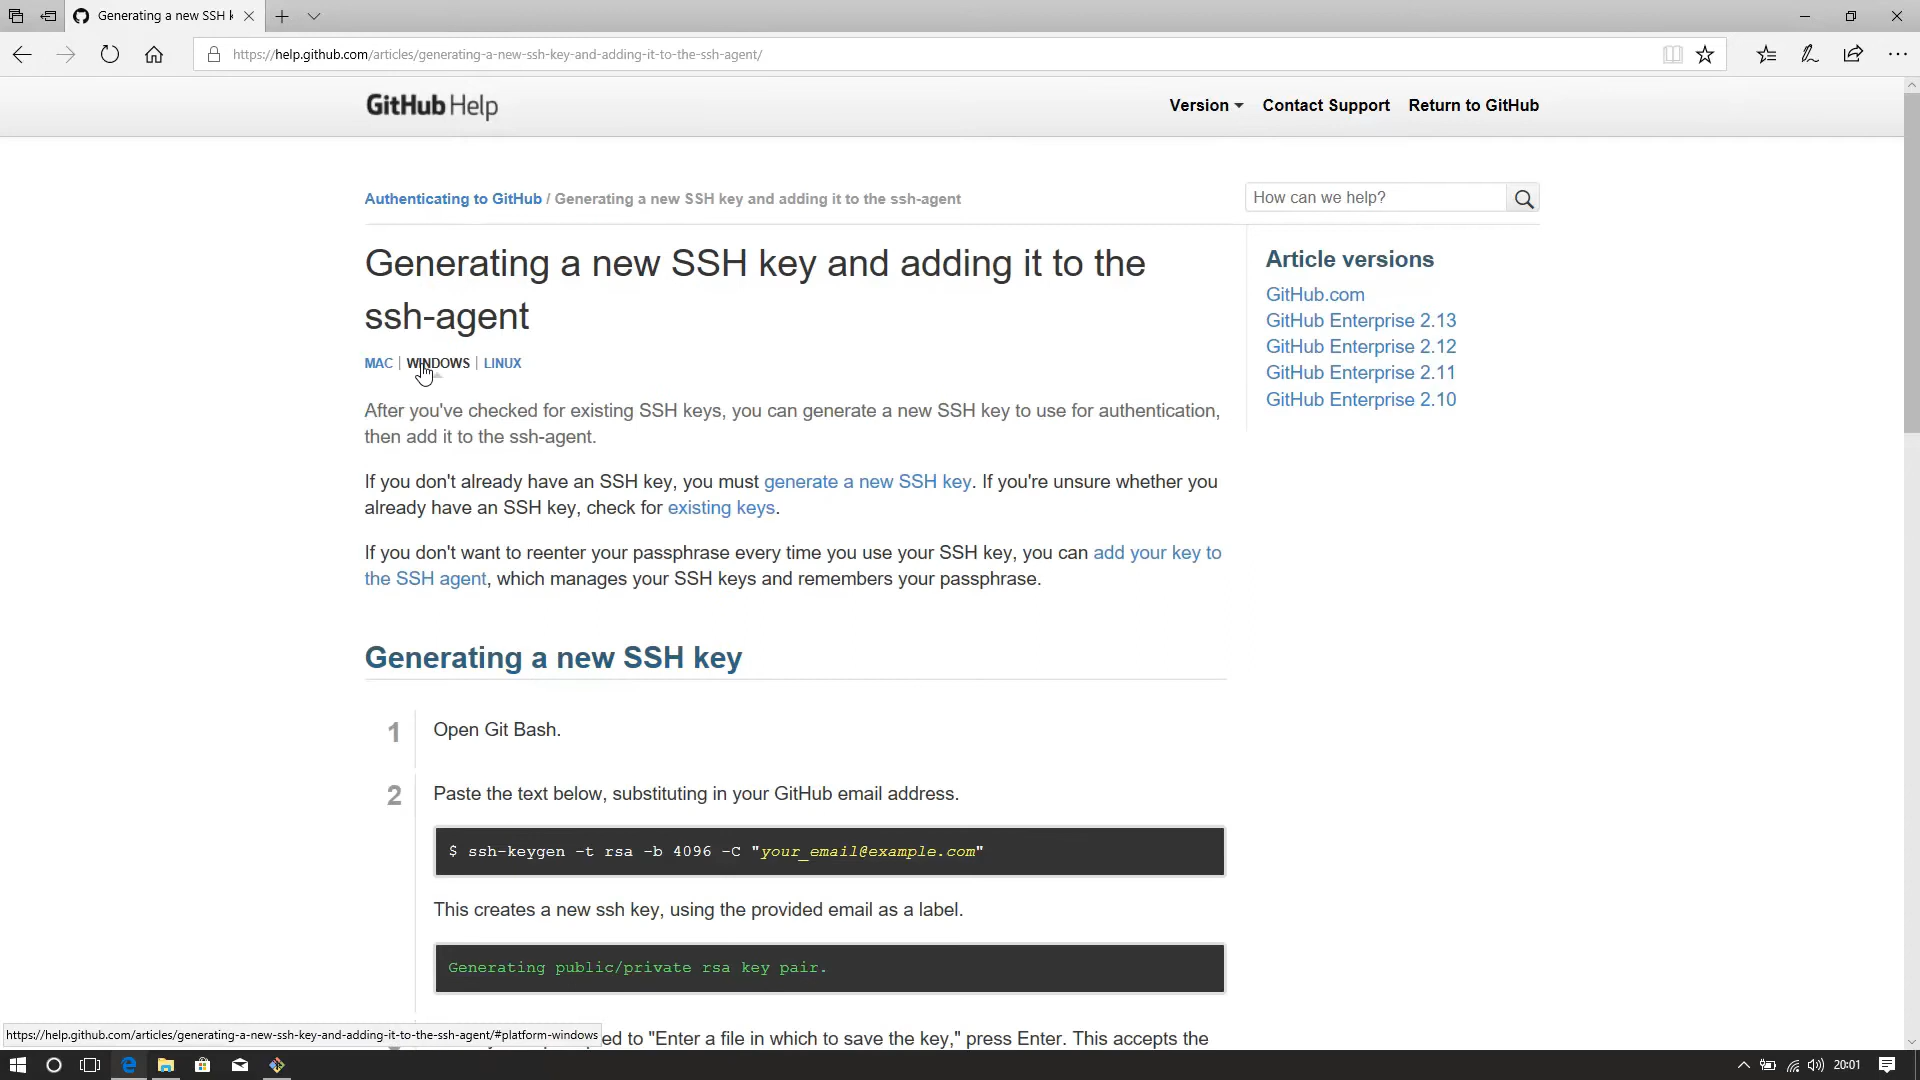 Generating a new SSH k
https://help.github.com/articles/generating-a-new-ssh-key-and-adding-it-to-the-ssh-agent/
GitHub Help
Version
Contact Support
Return to GitHub
Authenticating to GitHub / Generating a new SSH key and adding it to the ssh-agent
How can we help?
Generating a new SSH key and adding it to the
ssh-agent
MAC | WINDOWS | LINUX
After you've checked for existing SSH keys, you can generate a new SSH key to use for authentication,
then add it to the ssh-agent.
If you don't already have an SSH key, you must generate a new SSH key. If you're unsure whether you
already have an SSH key, check for existing keys.
If you don't want to reenter your passphrase every time you use your SSH key, you can add your key to
the SSH agent, which manages your SSH keys and remembers your passphrase.
Article versions
GitHub.com
GitHub Enterprise 2.13
GitHub Enterprise 2.12
GitHub Enterprise 2.11
GitHub Enterprise 2.10
Generating a new SSH key
1
Open Git Bash.
2
Paste the text below, substituting in your GitHub email address.
$ ssh-keygen -t rsa -b 4096 -C "your_email@example.com"
This creates a new ssh key, using the provided email as a label.
Generating public/private rsa key pair.
ed to "Enter a file in which to save the key," press Enter. This accepts the
https://help.github.com/articles/generating-a-new-ssh-key-and-adding-it-to-the-ssh-agent/#platform-windows
20:01